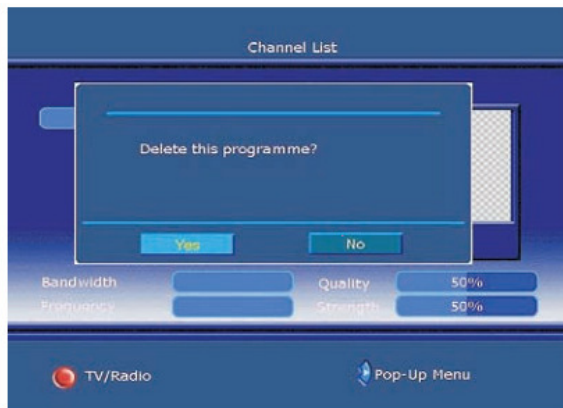 Channel List
Delete this programme?
Yes No
Bandwidth Quality 50%
Frequency Strength 50%
TV/Radio Pop-Up Menu